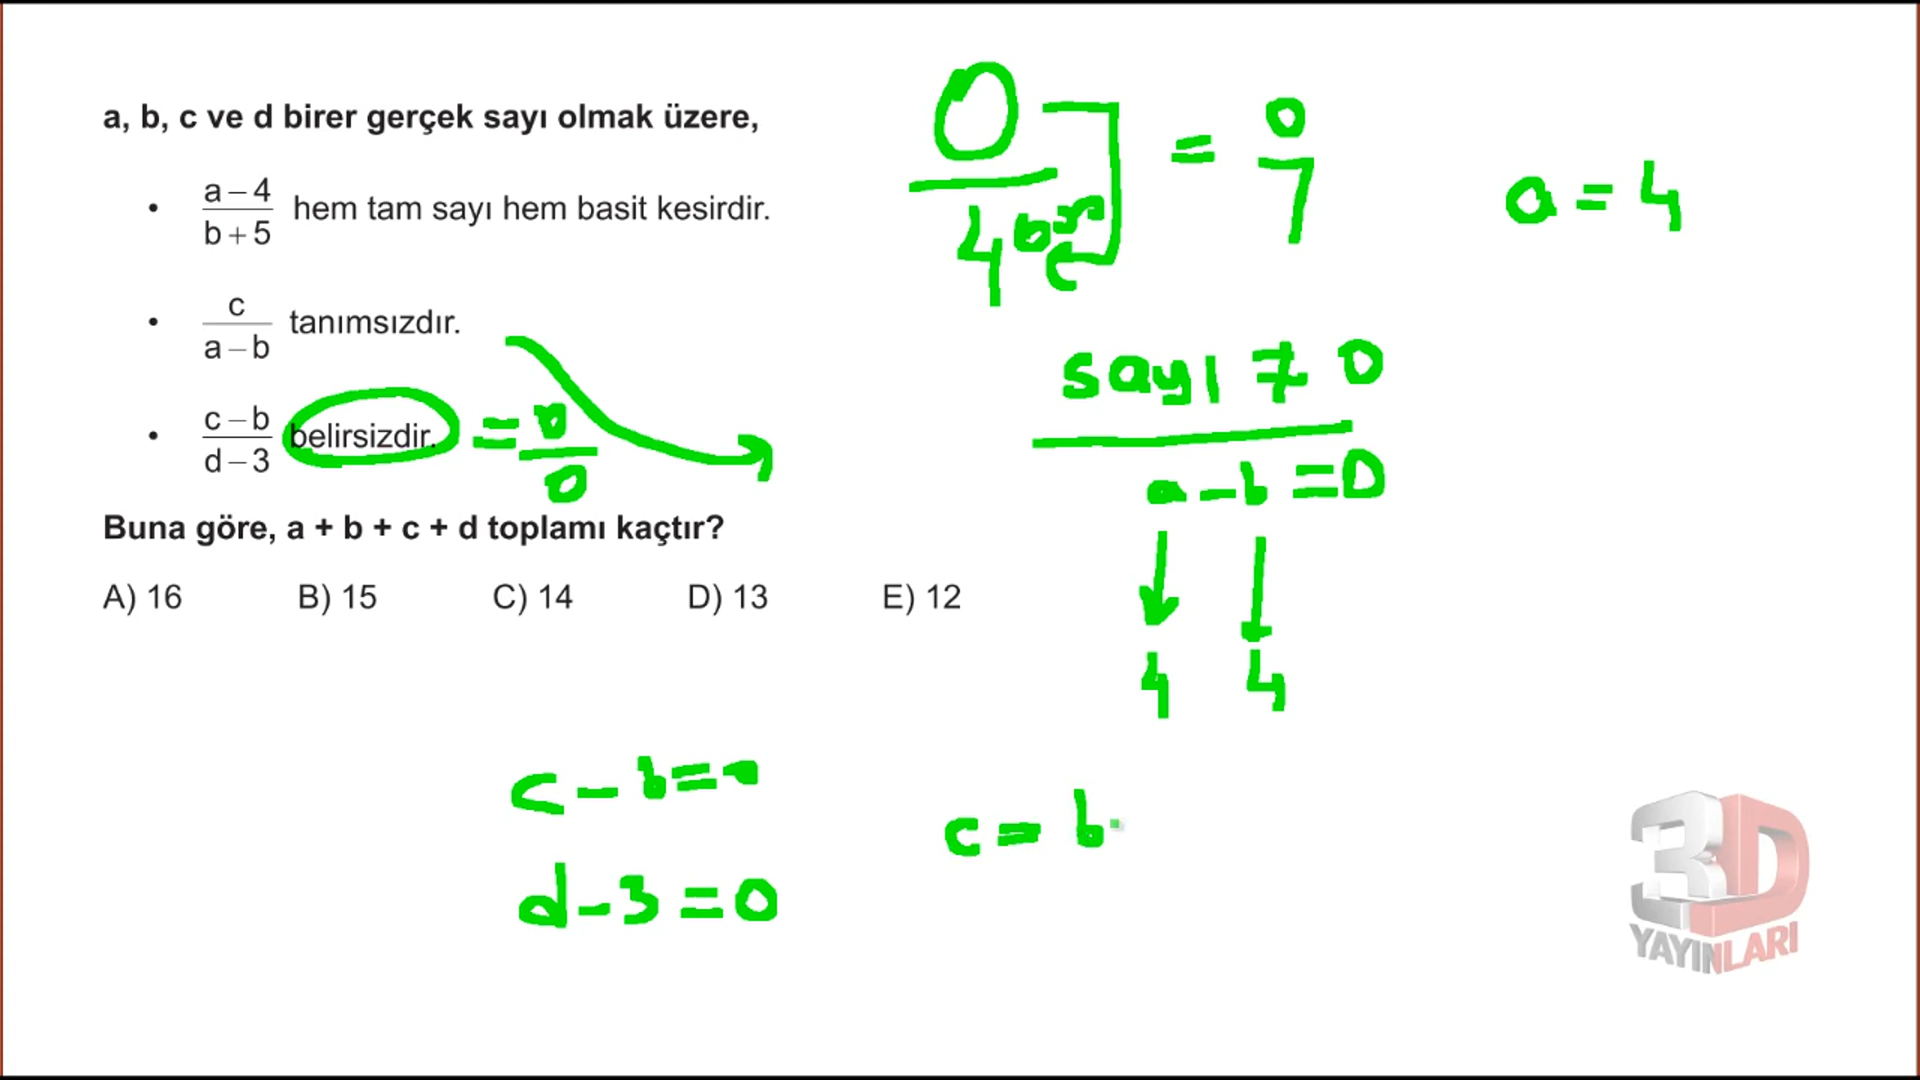 a, b, c ve d birer gerçek sayı olmak üzere,
• a – 4 / b + 5 hem tam sayı hem basit kesirdir.
• c / a – b tanımsızdır.
• c – b / d – 3 belirsizdir. = 0 / 0
Buna göre, a + b + c + d toplamı kaçtır?
A) 16 B) 15 C) 14 D) 13 E) 12
= 0 / 7
a = 4
sayı ≠ 0
a – b = 0
4 4
c – b = 0
d – 3 = 0
c = b
3D
YAYINLARI